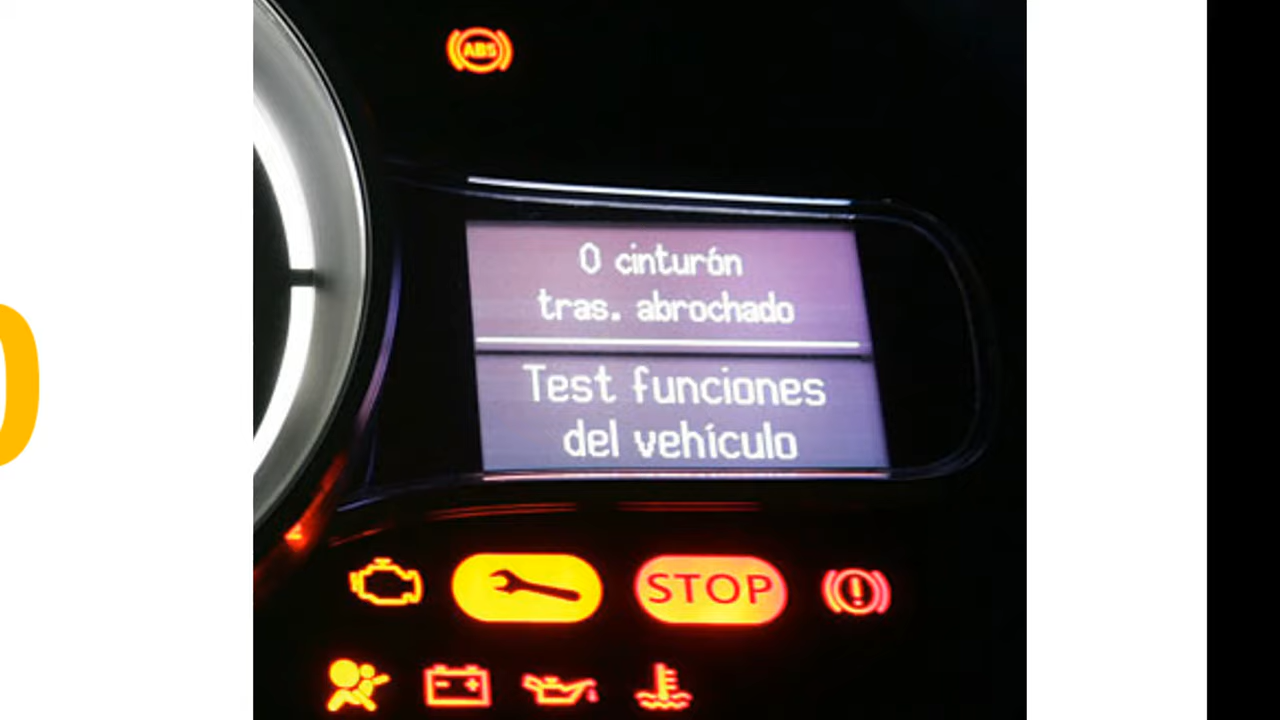 ABS
0 cinturón
tras. abrochado
Test funciones
del vehículo
STOP